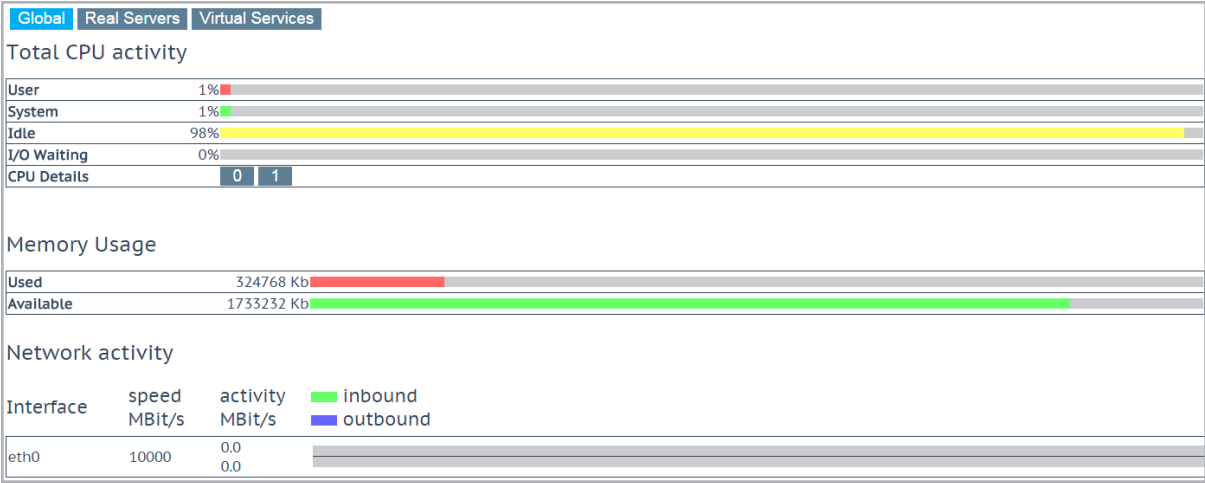 Global Real Servers Virtual Services
Total CPU activity
User 1%
System 1%
Idle 98%
I/O Waiting 0%
CPU Details 0 1
Memory Usage
Used 324768 Kb
Available 1733232 Kb
Network activity
Interface speed MBit/s activity MBit/s inbound outbound
eth0 10000 0.0
0.0